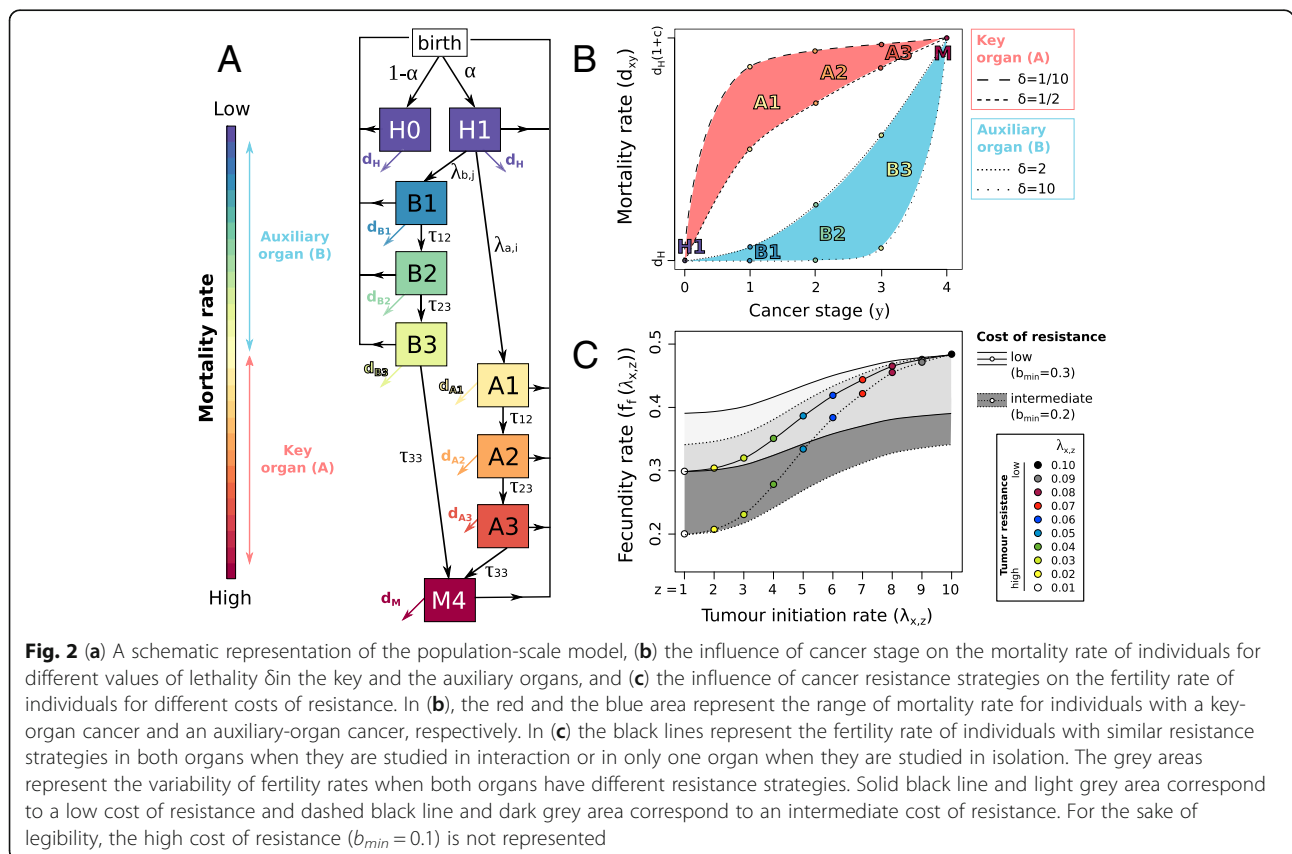 A
Low
High
Mortality rate
Auxiliary
organ (B)
Key
organ (A)
birth
1-α
α
H0
H1
d_H
d_H
λ_b,j
B1
λ_a,i
d_B1
τ_12
B2
d_B2
τ_23
B3
d_B3
A1
d_A1
τ_12
A2
d_A2
τ_23
A3
d_A3
τ_33
τ_33
M4
d_M
B
Mortality rate (d_xy)
d_H(1+c)
d_H
H1
A1
A2
A3
M
B1
B2
B3
0 1 2 3 4
Cancer stage (y)
Key
organ (A)
δ=1/10
δ=1/2
Auxiliary
organ (B)
δ=2
δ=10
C
Fecundity rate (f_f (λ_x,z))
0.5
0.4
0.3
0.2
z = 1 2 3 4 5 6 7 8 9 10
Tumour initiation rate (λ_x,z)
Cost of resistance
low
(b_min=0.3)
intermediate
(b_min=0.2)
λ_x,z
Tumour resistance
low
high
0.10
0.09
0.08
0.07
0.06
0.05
0.04
0.03
0.02
0.01
Fig. 2 (a) A schematic representation of the population-scale model, (b) the influence of cancer stage on the mortality rate of individuals for
different values of lethality δin the key and the auxiliary organs, and (c) the influence of cancer resistance strategies on the fertility rate of
individuals for different costs of resistance. In (b), the red and the blue area represent the range of mortality rate for individuals with a key-
organ cancer and an auxiliary-organ cancer, respectively. In (c) the black lines represent the fertility rate of individuals with similar resistance
strategies in both organs when they are studied in interaction or in only one organ when they are studied in isolation. The grey areas
represent the variability of fertility rates when both organs have different resistance strategies. Solid black line and light grey area correspond
to a low cost of resistance and dashed black line and dark grey area correspond to an intermediate cost of resistance. For the sake of
legibility, the high cost of resistance (b_min = 0.1) is not represented